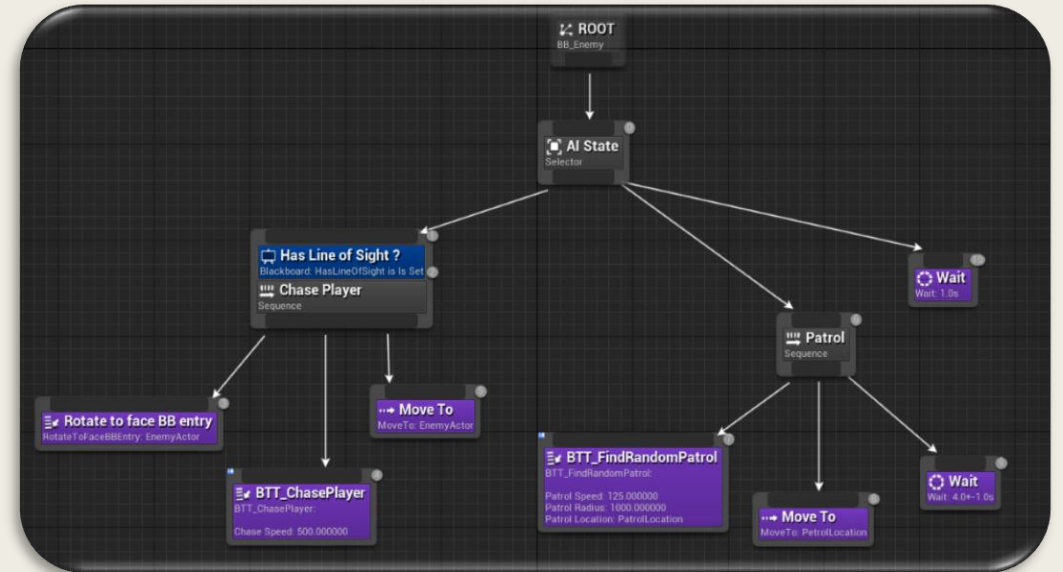 ROOT
BB_Enemy
AI State
Selector
Has Line of Sight ?
Blackboard: HasLineOfSight is Is Set
Chase Player
Sequence
Rotate to face BB entry
RotateToFaceBBEntry: EnemyActor
BTT_ChasePlayer
BTT_ChasePlayer:
Chase Speed: 500.000000
Move To
MoveTo: EnemyActor
Patrol
Sequence
BTT_FindRandomPatrol
BTT_FindRandomPatrol:
Patrol Speed: 125.000000
Patrol Radius: 1000.000000
Patrol Location: PatrolLocation
Move To
MoveTo: PetrolLocation
Wait
Wait: 4.0+-1.0s
Wait
Wait: 1.0s